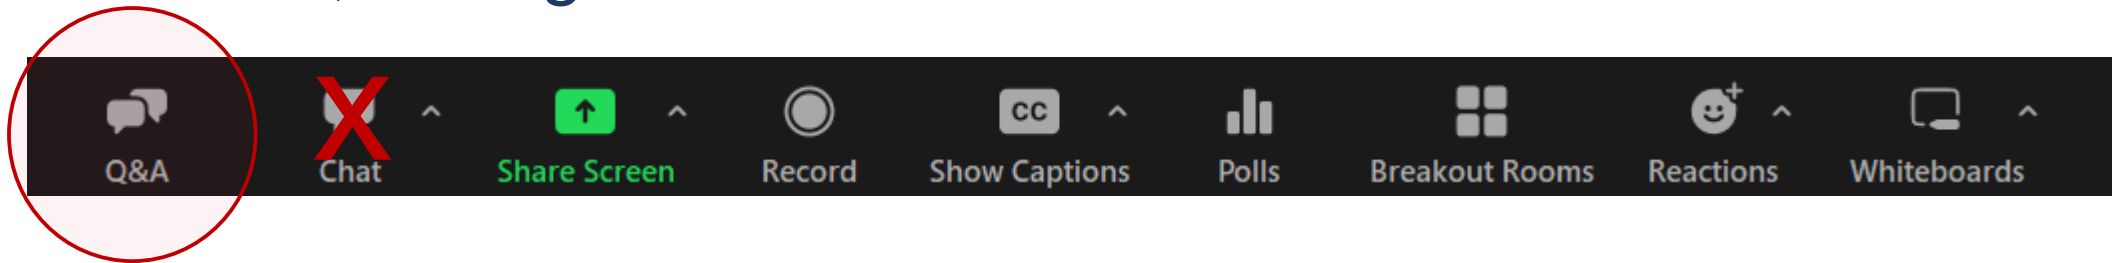 Q&A
X
Chat
Share Screen
CC
Record
Show Captions
Polls
Breakout Rooms
Reactions
Whiteboards